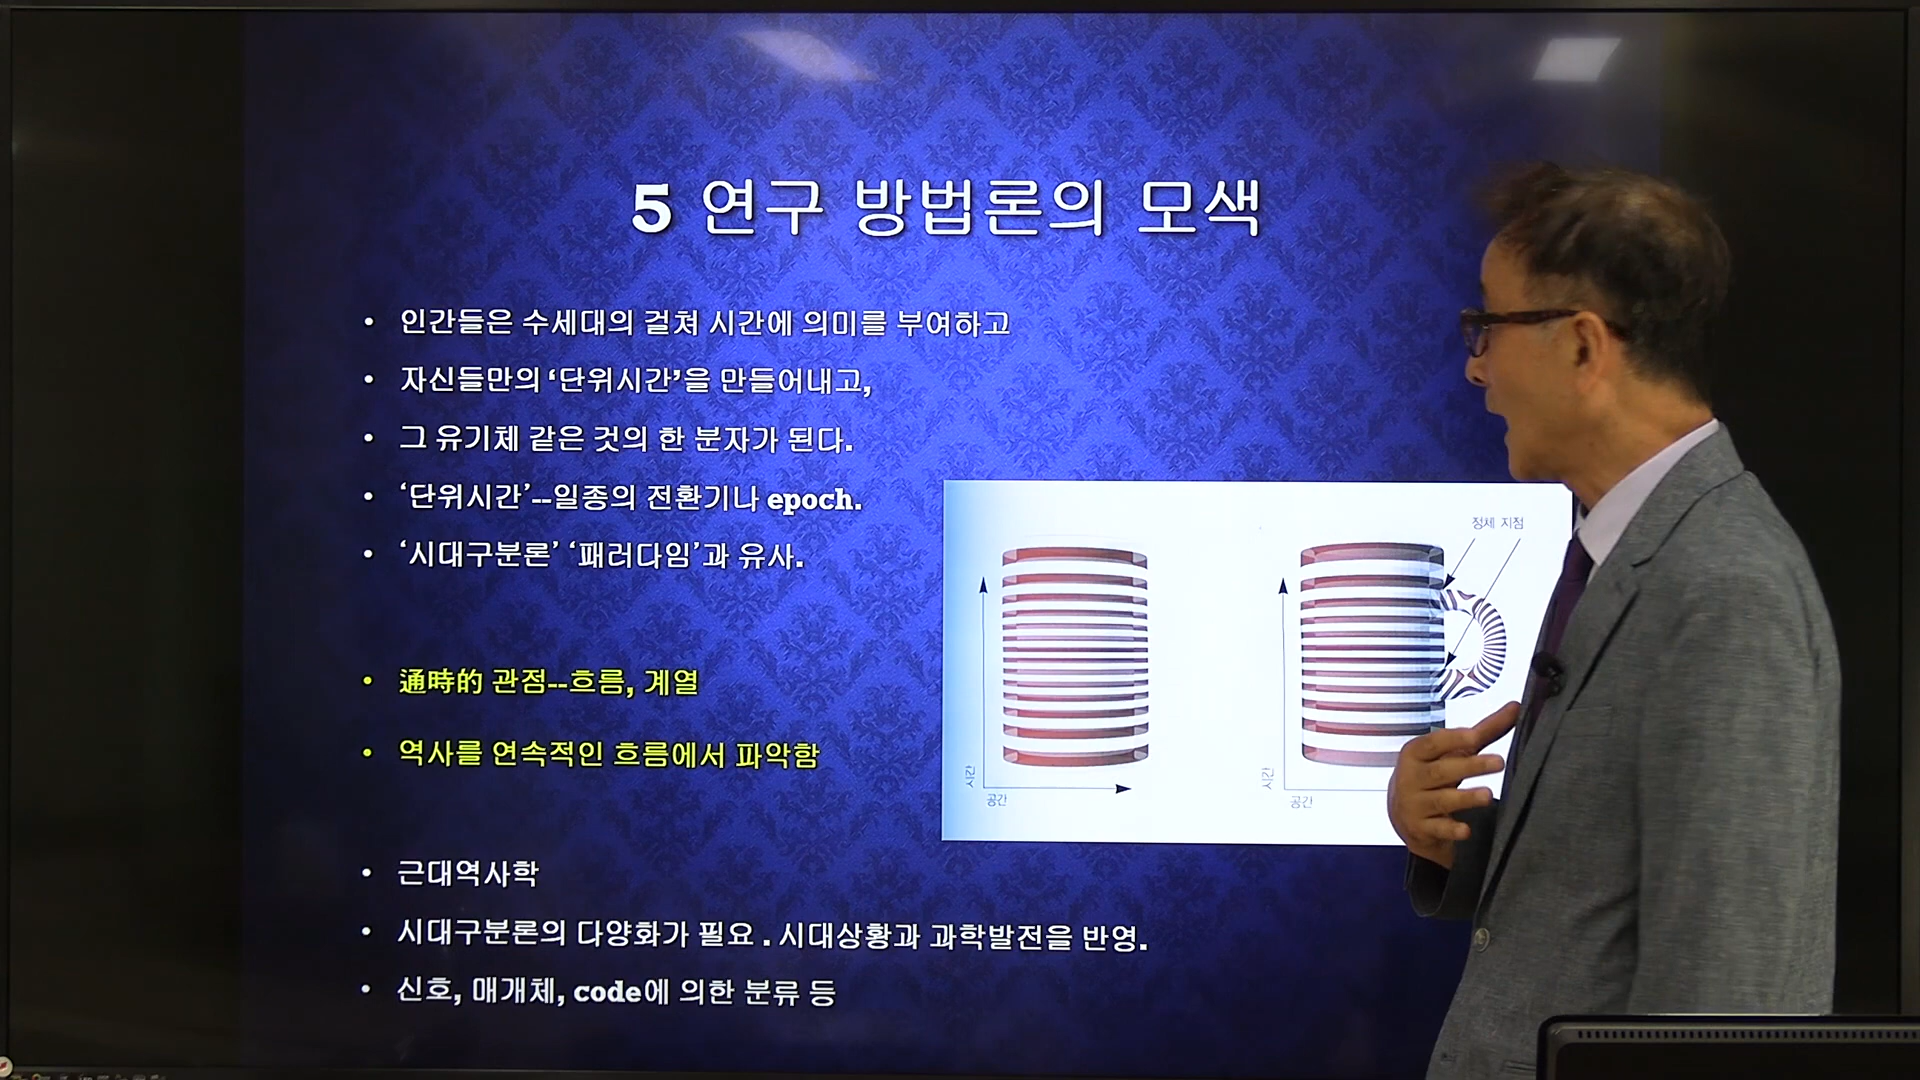 5 연구 방법론의 모색
• 인간들은 수세대의 걸쳐 시간에 의미를 부여하고
• 자신들만의 ‘단위시간’을 만들어내고,
• 그 유기체 같은 것의 한 분자가 된다.
• ‘단위시간’--일종의 전환기나 epoch.
• ‘시대구분론’ ‘패러다임’과 유사.
• 通時的 관점--흐름, 계열
• 역사를 연속적인 흐름에서 파악함
• 근대역사학
• 시대구분론의 다양화가 필요 . 시대상황과 과학발전을 반영.
• 신호, 매개체, code에 의한 분류 등
정체 지점
시간
공간
시간
공간